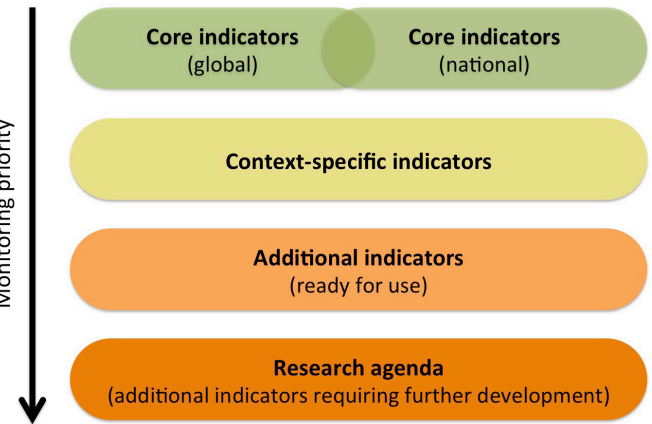 Monitoring priority
Core indicators
(global)
Core indicators
(national)
Context-specific indicators
Additional indicators
(ready for use)
Research agenda
(additional indicators requiring further development)